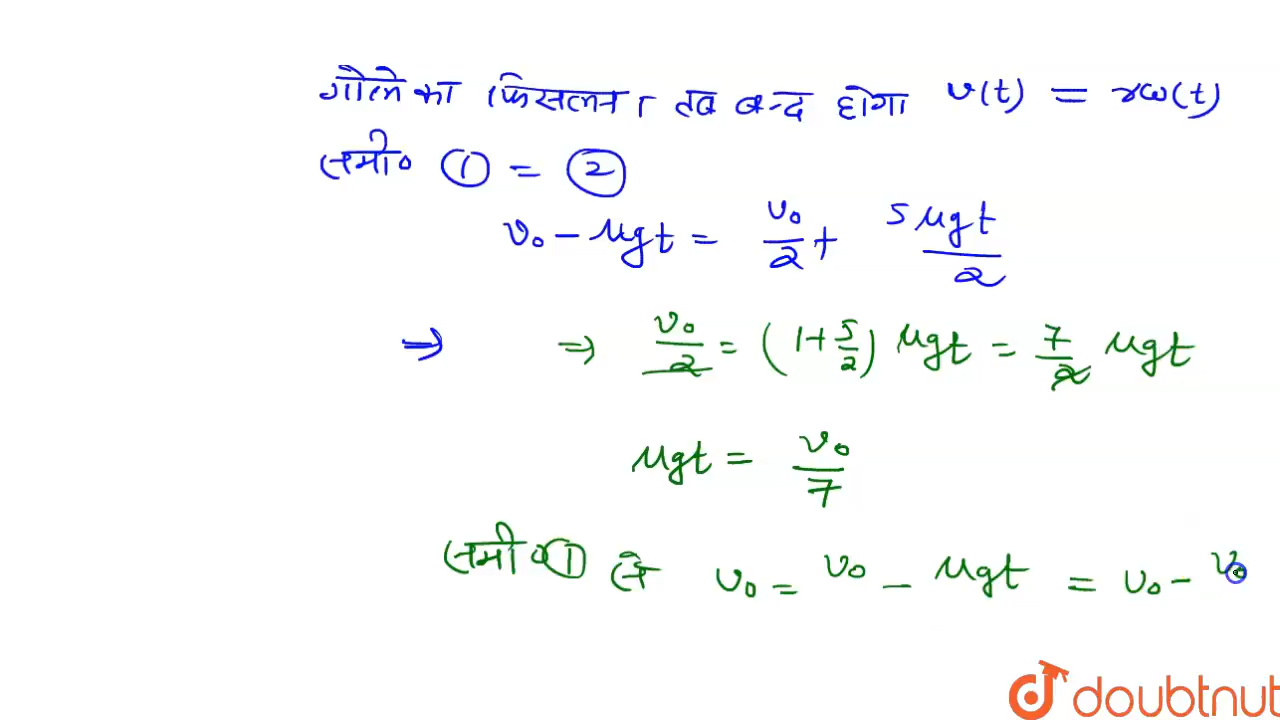 गोले का फिसलन तब बन्द होगा v(t) = rω(t)
समी० ① = ②
v₀ - μgt = v₀/2 + 5μgt/2
⇒ ⇒ v₀/2 = (1+5/2) μgt = 7/2 μgt
μgt = v₀/7
समी० ① से v₀ = v₀ - μgt = v₀ - v₀
doubtnut